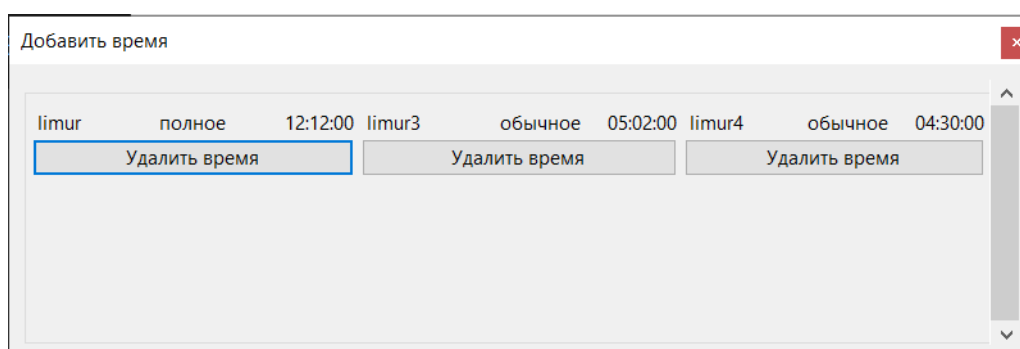 Добавить время
limur полное 12:12:00 limur3 обычное 05:02:00 limur4 обычное 04:30:00
Удалить время Удалить время Удалить время